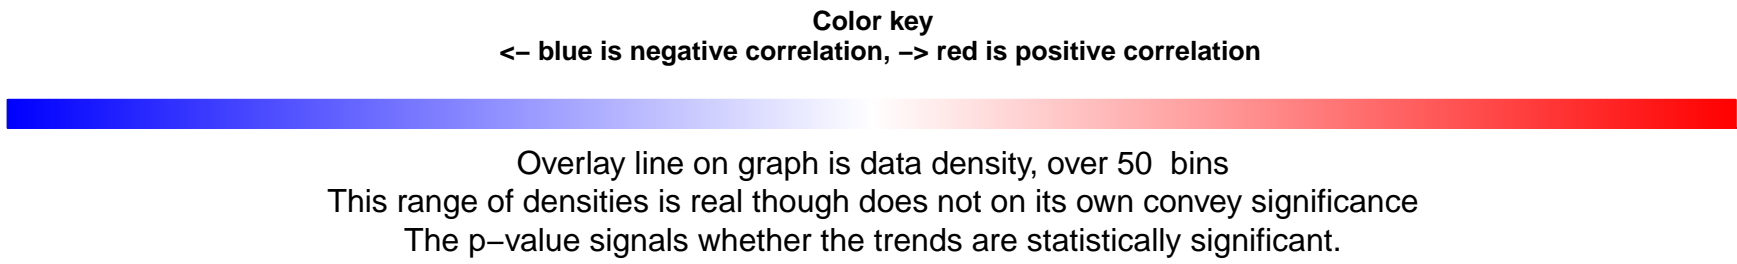 Color key
<− blue is negative correlation, −> red is positive correlation
Overlay line on graph is data density, over 50  bins
This range of densities is real though does not on its own convey significance
The p−value signals whether the trends are statistically significant.